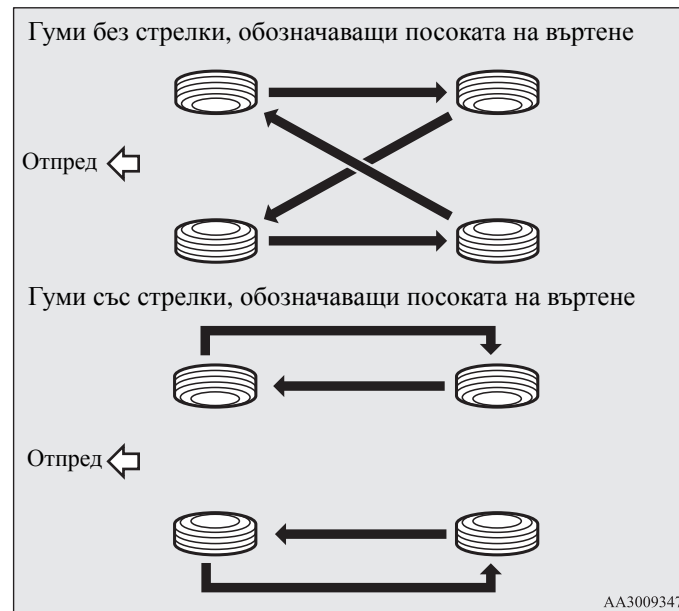 Гуми без стрелки, обозначаващи посоката на въртене
Отпред
Гуми със стрелки, обозначаващи посоката на въртене
Отпред
AA3009347